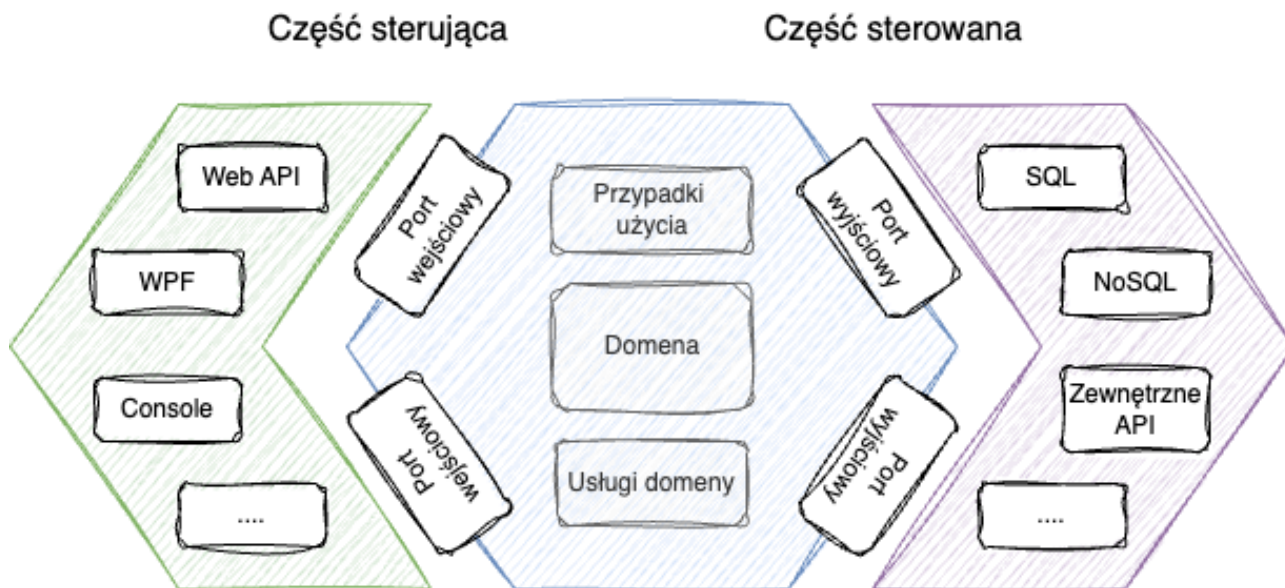 Część sterująca
Część sterowana
Web API
WPF
Console
....
Port
wejściowy
Port
wejściowy
Przypadki
użycia
Domena
Usługi domeny
Port
wyjściowy
Port
wyjściowy
SQL
NoSQL
Zewnętrzne
API
....